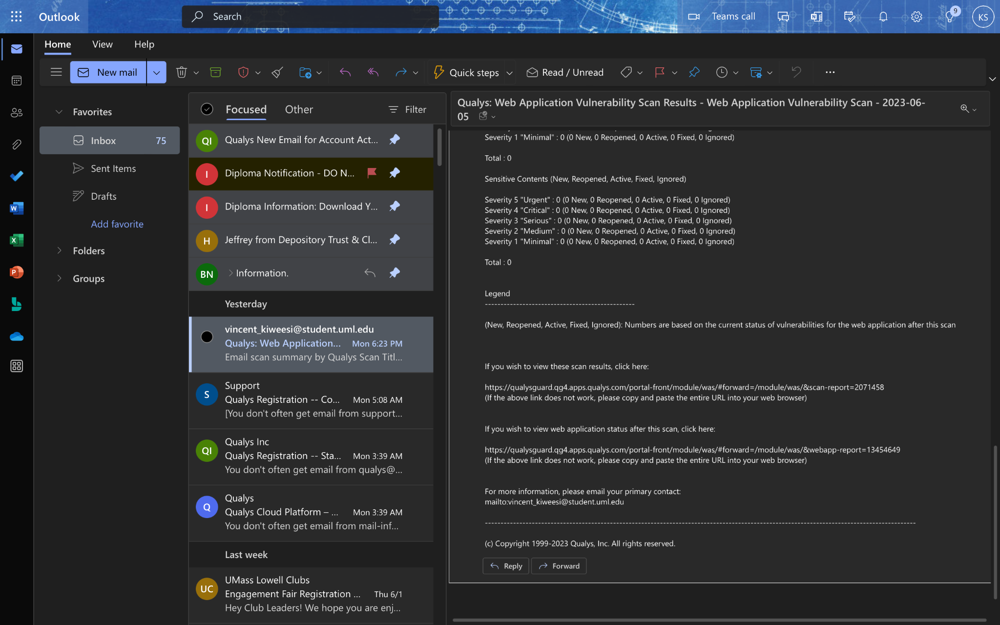 Outlook
Search
Teams call
9
KS
Home
View
Help
New mail
Quick steps
Read / Unread
Favorites
Inbox 75
Sent Items
Drafts
Add favorite
Folders
Groups
Focused
Other
Filter
QI
Qualys New Email for Account Act...
I
Diploma Notification - DO N...
I
Diploma Information: Download Y...
H
Jeffrey from Depository Trust & Cl...
BN
Information.
Yesterday
vincent_kiweesi@student.uml.edu
Qualys: Web Application... Mon 6:23 PM
Email scan summary by Qualys Scan Titl...
S
Support
Qualys Registration -- Co... Mon 5:08 AM
[You don't often get email from support...
QI
Qualys Inc
Qualys Registration -- Sta... Mon 3:39 AM
You don't often get email from qualys@...
Q
Qualys
Qualys Cloud Platform – ... Mon 3:39 AM
You don't often get email from mail-inf...
Last week
UC
UMass Lowell Clubs
Engagement Fair Registration ... Thu 6/1
Hey Club Leaders! We hope you are enj...
Qualys: Web Application Vulnerability Scan Results - Web Application Vulnerability Scan - 2023-06-
05
Severity 1 "Minimal" : 0 (0 New, 0 Reopened, 0 Active, 0 Fixed, 0 Ignored)
Total : 0
Sensitive Contents (New, Reopened, Active, Fixed, Ignored)
Severity 5 "Urgent" : 0 (0 New, 0 Reopened, 0 Active, 0 Fixed, 0 Ignored)
Severity 4 "Critical" : 0 (0 New, 0 Reopened, 0 Active, 0 Fixed, 0 Ignored)
Severity 3 "Serious" : 0 (0 New, 0 Reopened, 0 Active, 0 Fixed, 0 Ignored)
Severity 2 "Medium" : 0 (0 New, 0 Reopened, 0 Active, 0 Fixed, 0 Ignored)
Severity 1 "Minimal" : 0 (0 New, 0 Reopened, 0 Active, 0 Fixed, 0 Ignored)
Total : 0
Legend
------------------------------------------------
(New, Reopened, Active, Fixed, Ignored): Numbers are based on the current status of vulnerabilities for the web application after this scan
If you wish to view these scan results, click here:
https://qualysguard.qg4.apps.qualys.com/portal-front/module/was/#forward=/module/was/&scan-report=2071458
(If the above link does not work, please copy and paste the entire URL into your web browser)
If you wish to view web application status after this scan, click here:
https://qualysguard.qg4.apps.qualys.com/portal-front/module/was/#forward=/module/was/&webapp-report=13454649
(If the above link does not work, please copy and paste the entire URL into your web browser)
For more information, please email your primary contact:
mailto:vincent_kiweesi@student.uml.edu
------------------------------------------------------------------------------------------------------------------------------------------
(c) Copyright 1999-2023 Qualys, Inc. All rights reserved.
Reply
Forward